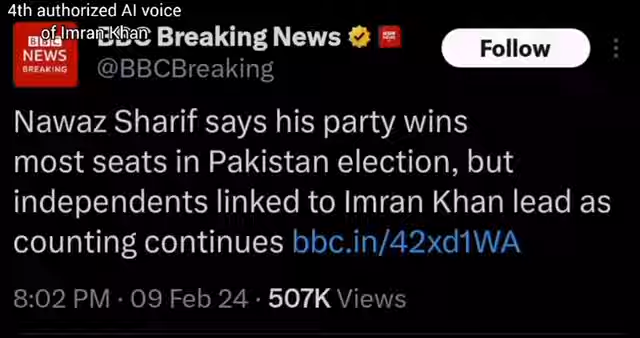 4th authorized AI voice
of Imran Khan
BBC
NEWS
BREAKING
BBC Breaking News
@BBCBreaking
Follow
Nawaz Sharif says his party wins
most seats in Pakistan election, but
independents linked to Imran Khan lead as
counting continues bbc.in/42xd1WA
8:02 PM · 09 Feb 24 · 507K Views